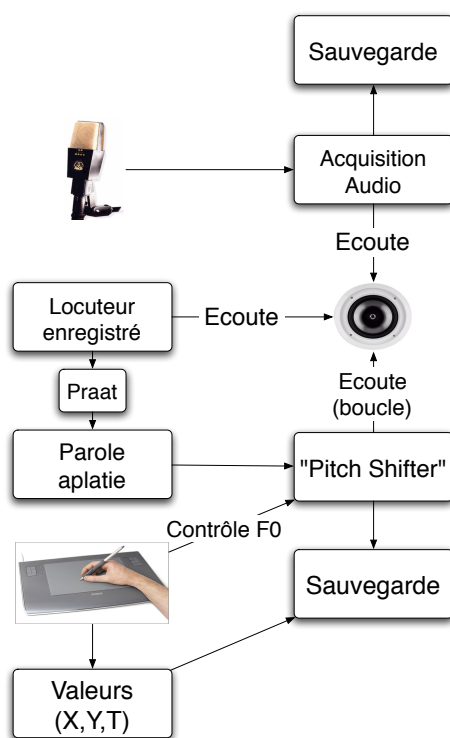 Sauvegarde
Acquisition
Audio
Ecoute
Locuteur
enregistré
Ecoute
Praat
Ecoute
(boucle)
Parole
aplatie
"Pitch Shifter"
Contrôle F0
Sauvegarde
Valeurs
(X,Y,T)